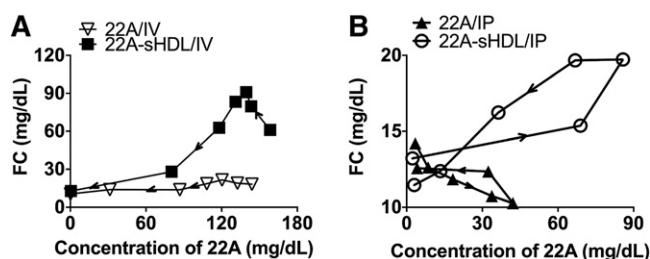 A
22A/IV
22A-sHDL/IV
120
90
60
30
0
FC (mg/dL)
0 60 120 180
Concentration of 22A (mg/dL)
B
22A/IP
22A-sHDL/IP
20
15
10
FC (mg/dL)
0 30 60 90
Concentration of 22A (mg/dL)